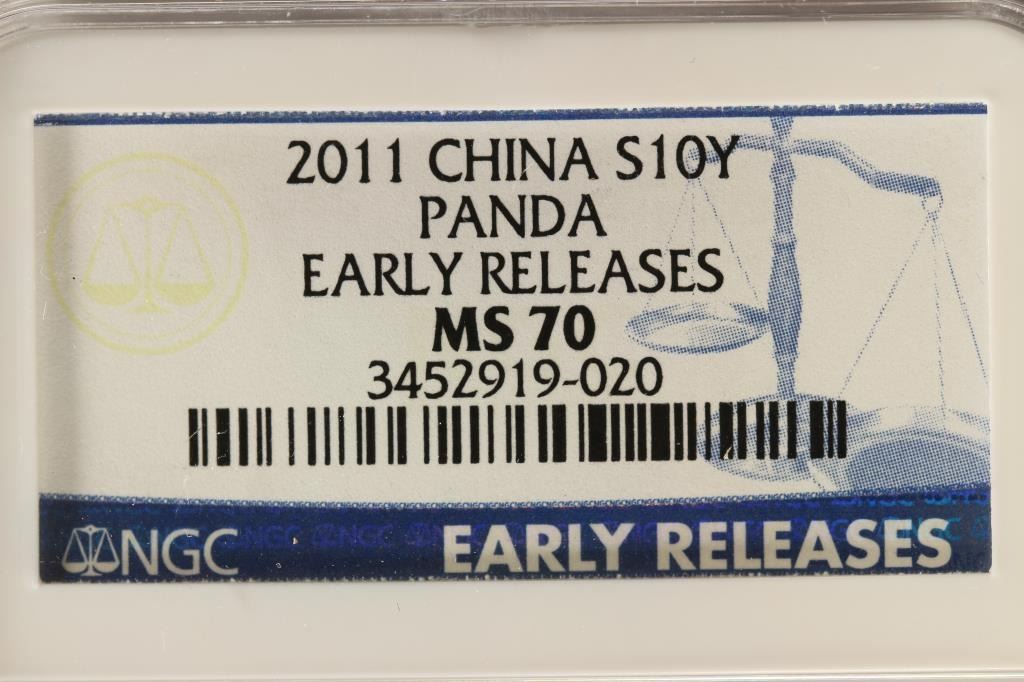 2011 CHINA S10Y
PANDA
EARLY RELEASES
MS 70
3452919-020
NGC EARLY RELEASES